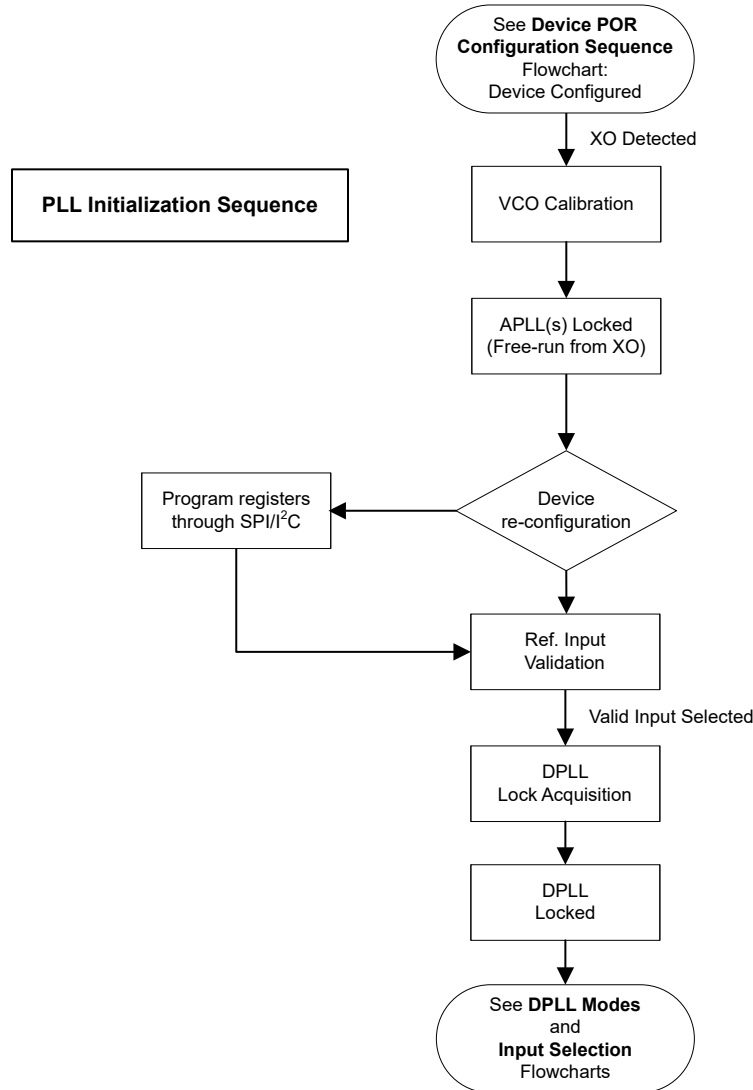 See Device POR
Configuration Sequence
Flowchart:
Device Configured
XO Detected
PLL Initialization Sequence
VCO Calibration
APLL(s) Locked
(Free-run from XO)
Device
re-configuration
Program registers
through SPI/I²C
Ref. Input
Validation
Valid Input Selected
DPLL
Lock Acquisition
DPLL
Locked
See DPLL Modes
and
Input Selection
Flowcharts